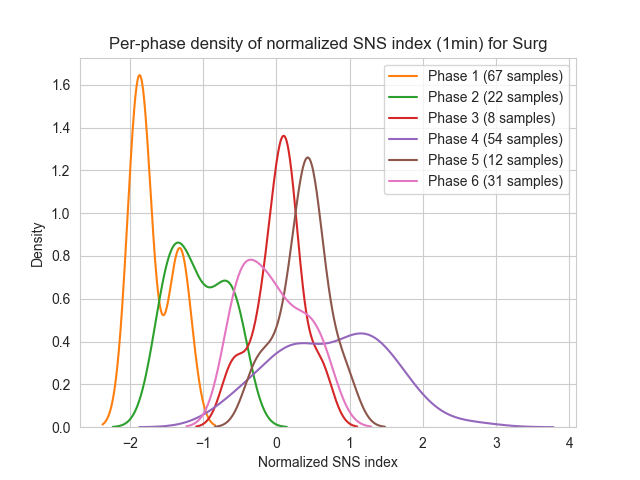 Per-phase density of normalized SNS index (1min) for Surg
Phase 1 (67 samples)
Phase 2 (22 samples)
Phase 3 (8 samples)
Phase 4 (54 samples)
Phase 5 (12 samples)
Phase 6 (31 samples)
Density
1.6
1.4
1.2
1.0
0.8
0.6
0.4
0.2
0.0
−2
−1
0
1
2
3
4
Normalized SNS index